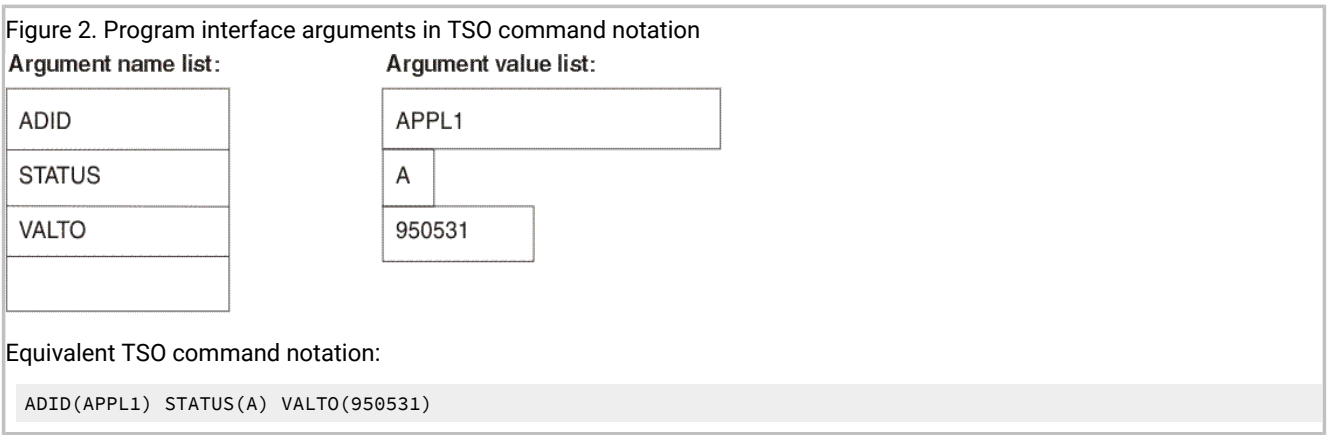 Figure 2. Program interface arguments in TSO command notation
Argument name list: Argument value list:
ADID APPL1
STATUS A
VALTO 950531
Equivalent TSO command notation:
ADID(APPL1) STATUS(A) VALTO(950531)